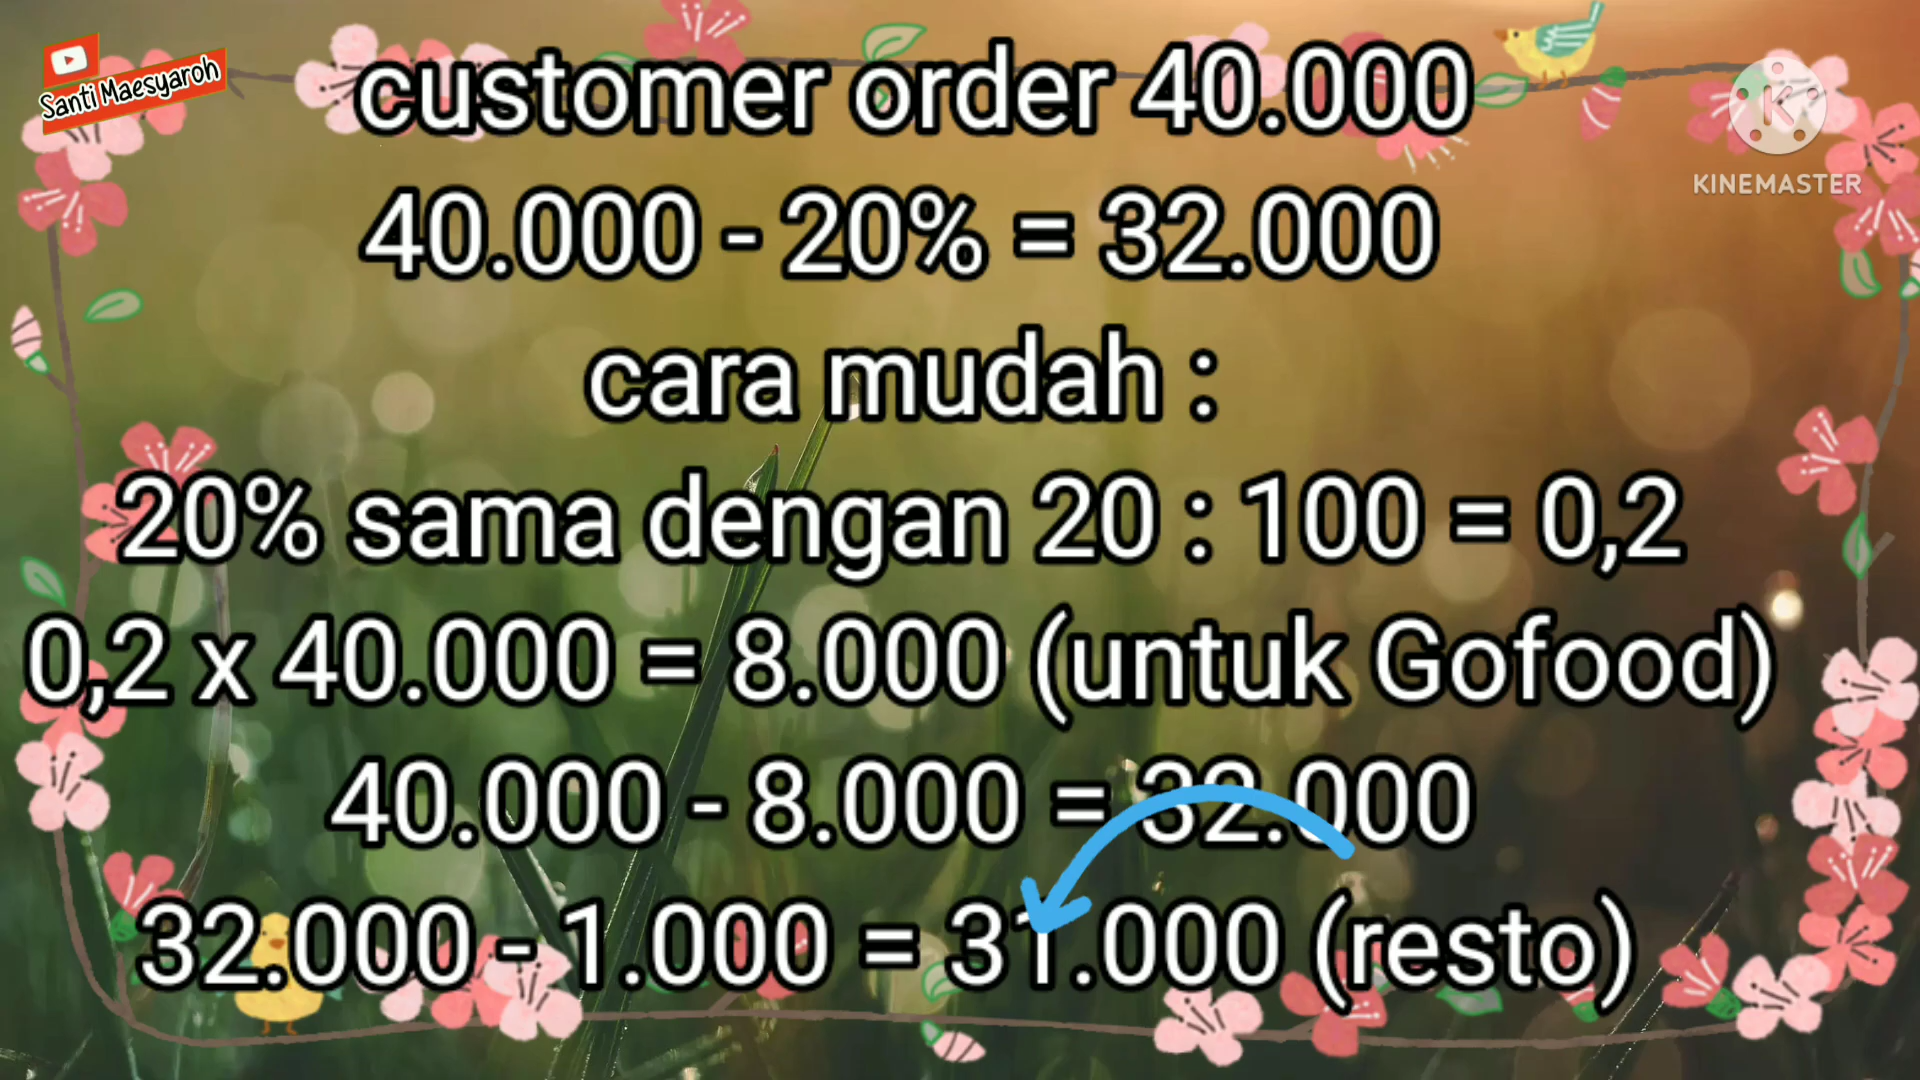 Santi Maesyaroh
KINEMASTER
customer order 40.000
40.000 - 20% = 32.000
cara mudah :
20% sama dengan 20 : 100 = 0,2
0,2 x 40.000 = 8.000 (untuk Gofood)
40.000 - 8.000 = 32.000
32.000 - 1.000 = 31.000 (resto)